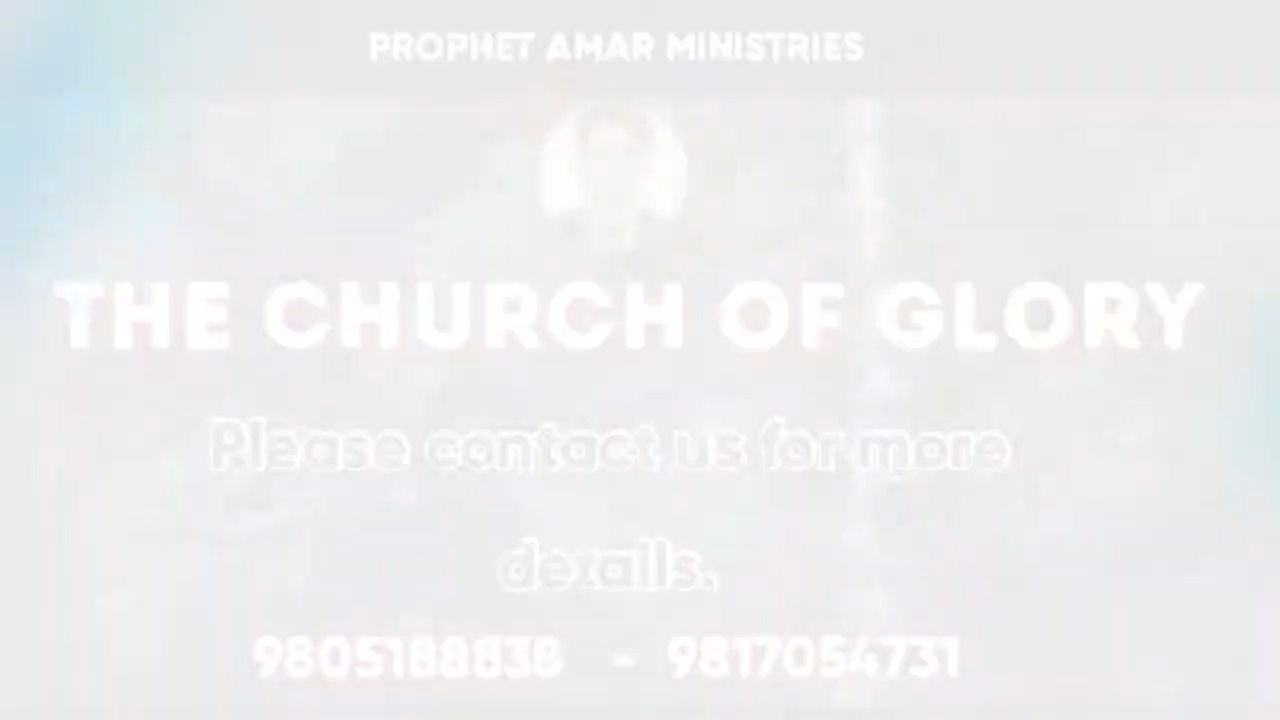 PROPHET AMAR MINISTRIES
THE CHURCH OF GLORY
Please contact us for more
details.
9805188838 - 9817054731